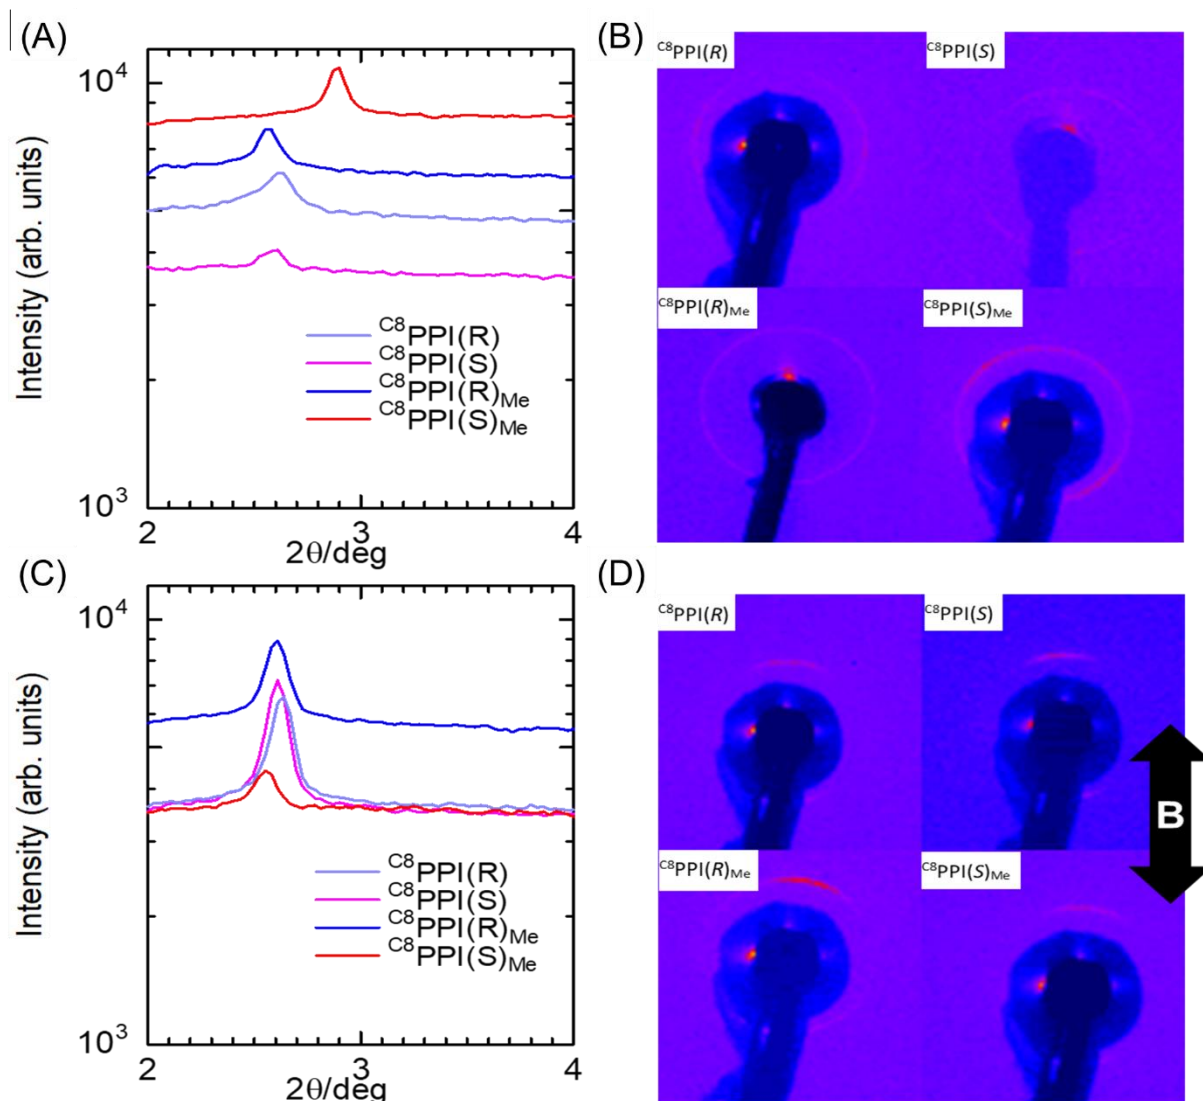 (A)
10⁴
10³
Intensity (arb. units)
2 3 4
2θ/deg
C8PPI(R)
C8PPI(S)
C8PPI(R)Me
C8PPI(S)Me
(B)
C8PPI(R)
C8PPI(S)
C8PPI(R)Me
C8PPI(S)Me
(C)
10⁴
10³
Intensity (arb. units)
2 3 4
2θ/deg
C8PPI(R)
C8PPI(S)
C8PPI(R)Me
C8PPI(S)Me
(D)
C8PPI(R)
C8PPI(S)
B
C8PPI(R)Me
C8PPI(S)Me